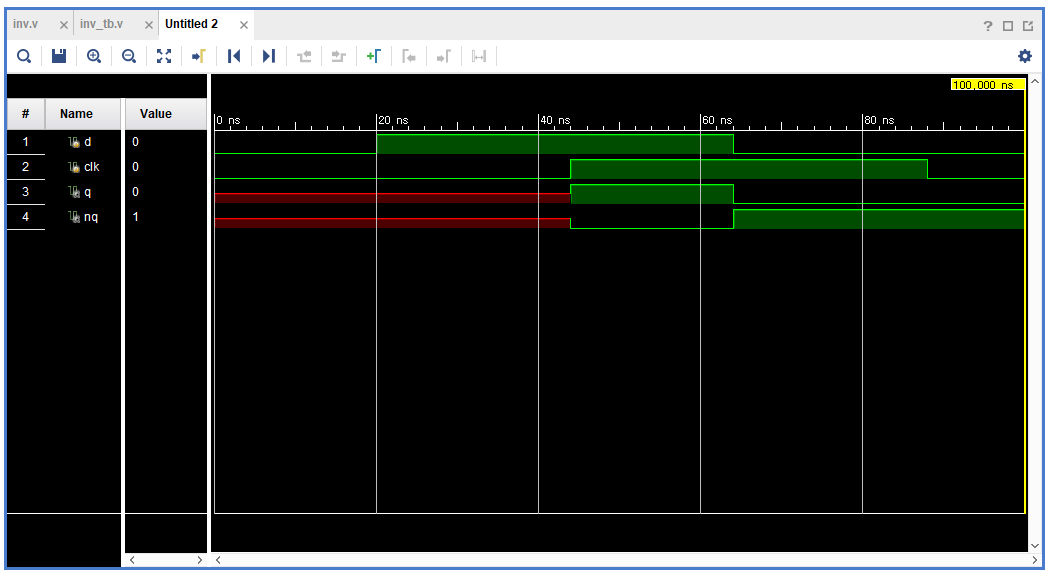 inv.v × inv_tb.v × Untitled 2 ×
100,000 ns
# Name Value
0 ns 20 ns 40 ns 60 ns 80 ns
1 d 0
2 clk 0
3 q 0
4 nq 1